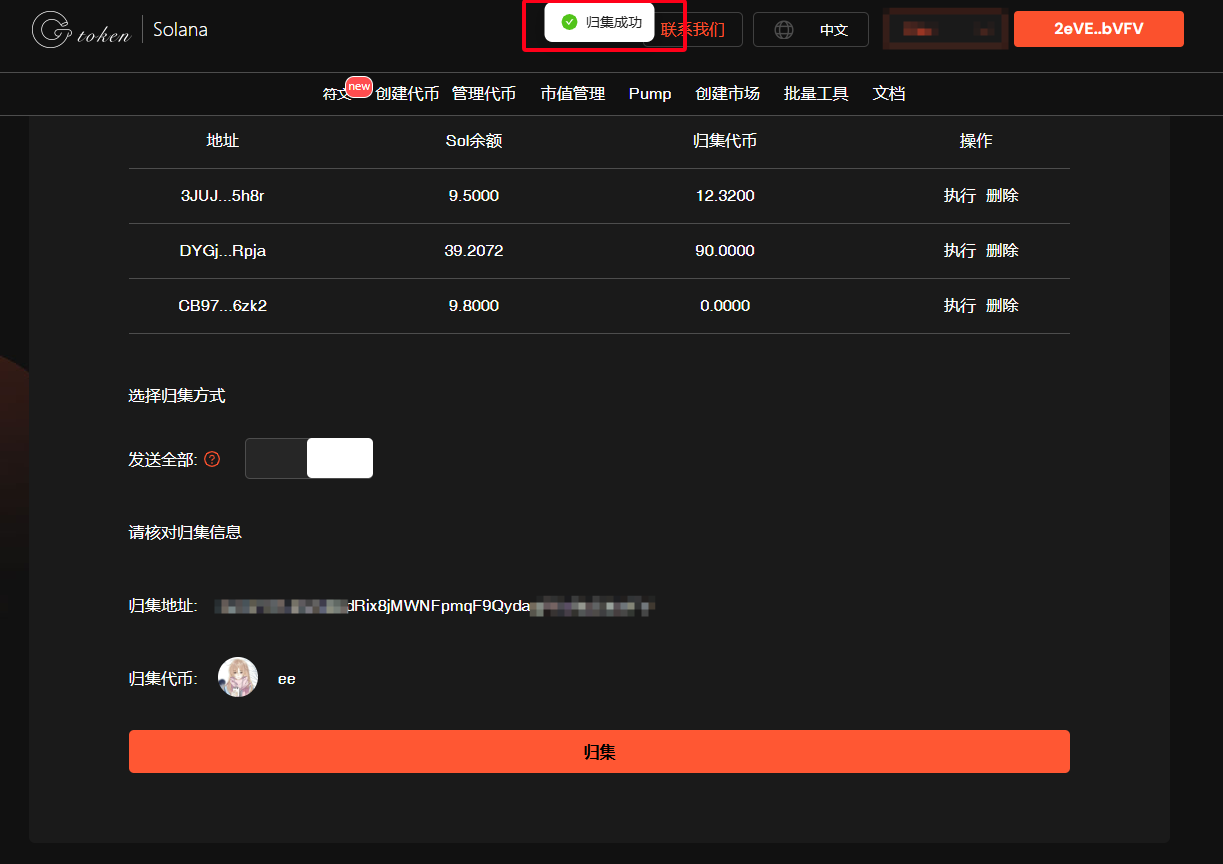 Gtoken Solana 归集成功 联系我们 中文 2eVE..bVFV
符文 new 创建代币 管理代币 市值管理 Pump 创建市场 批量工具 文档
地址 Sol余额 归集代币 操作
3JUJ...5h8r 9.5000 12.3200 执行 删除
DYGj...Rpja 39.2072 90.0000 执行 删除
CB97...6zk2 9.8000 0.0000 执行 删除
选择归集方式
发送全部: ?
请核对归集信息
归集地址: dRix8jMWNFpmqF9Qyda
归集代币: ee
归集